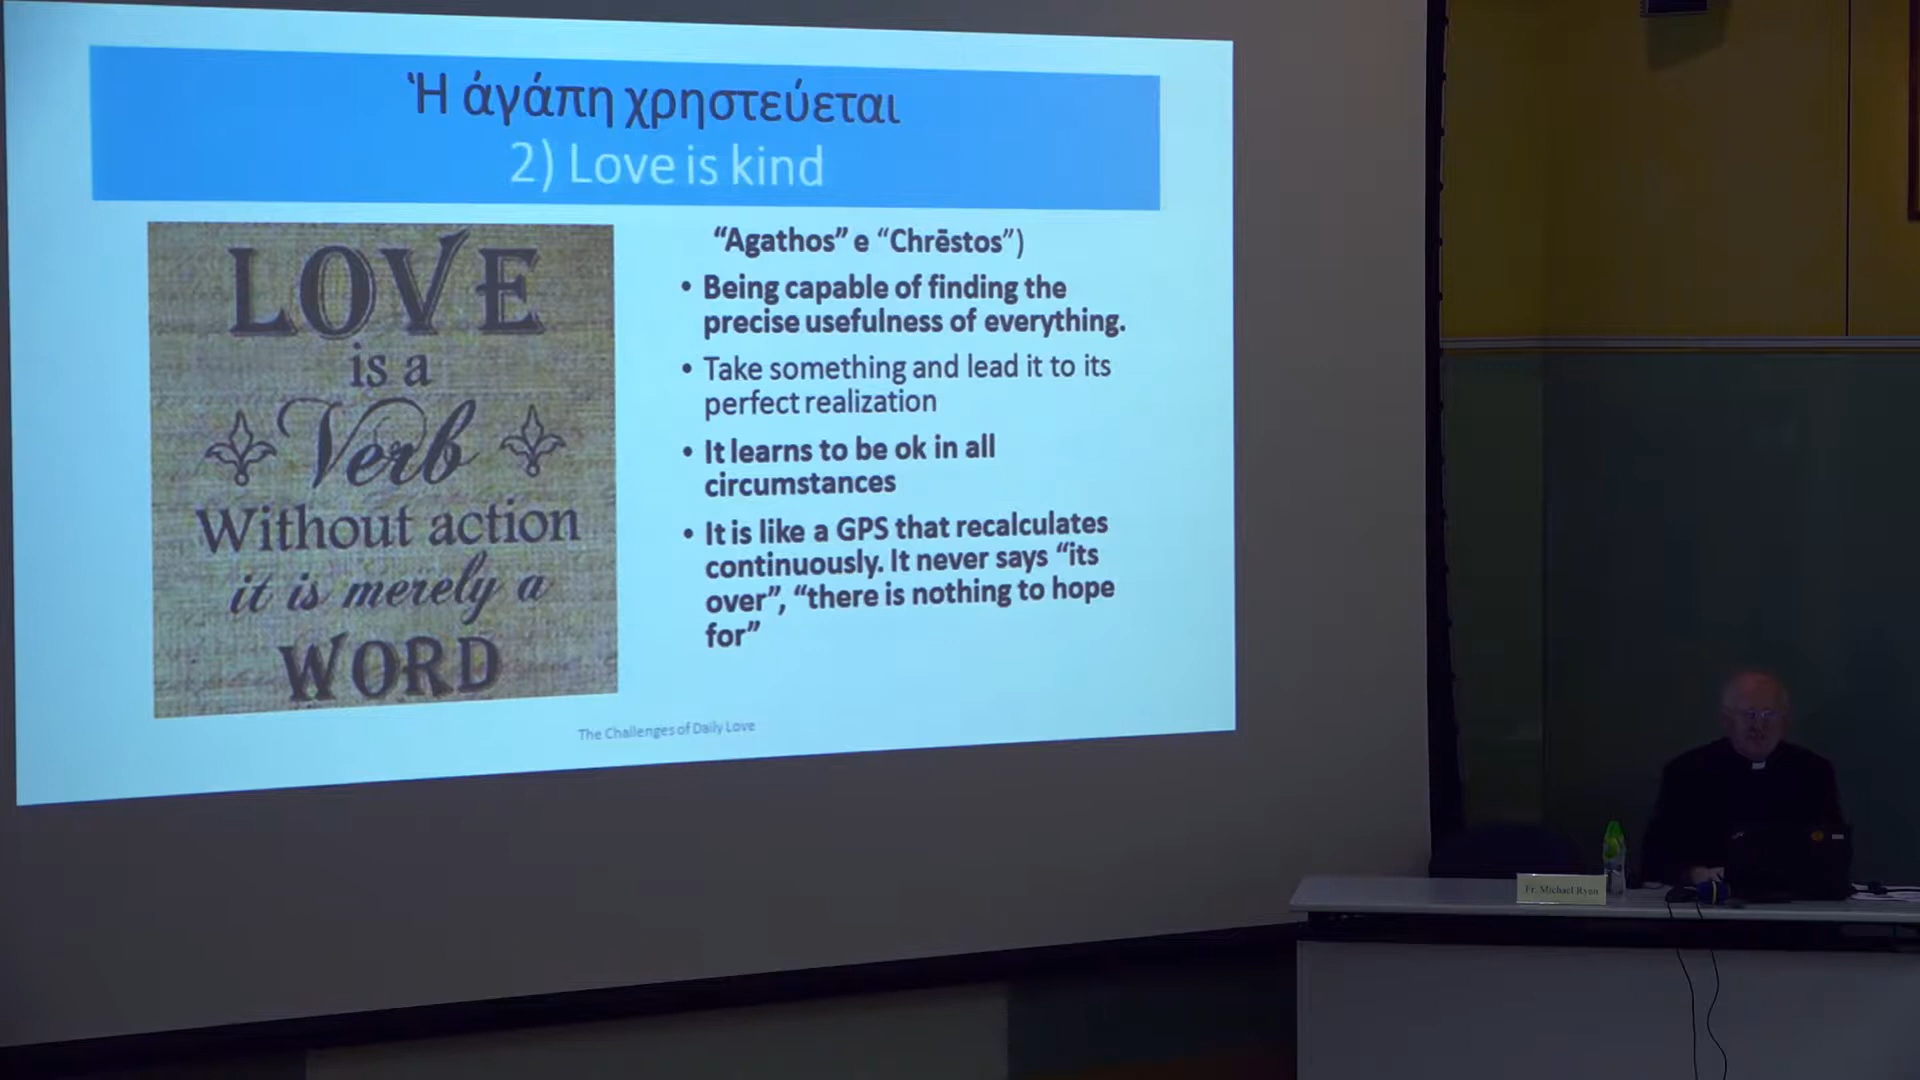 Ἡ ἀγάπη χρηστεύεται
2) Love is kind
LOVE
is a
Verb
Without action
it is merely a
WORD
“Agathos” e “Chrēstos”)
• Being capable of finding the
precise usefulness of everything.
• Take something and lead it to its
perfect realization
• It learns to be ok in all
circumstances
• It is like a GPS that recalculates
continuously. It never says “its
over”, “there is nothing to hope
for”
The Challenges of Daily Love
Fr. Michael Ryan